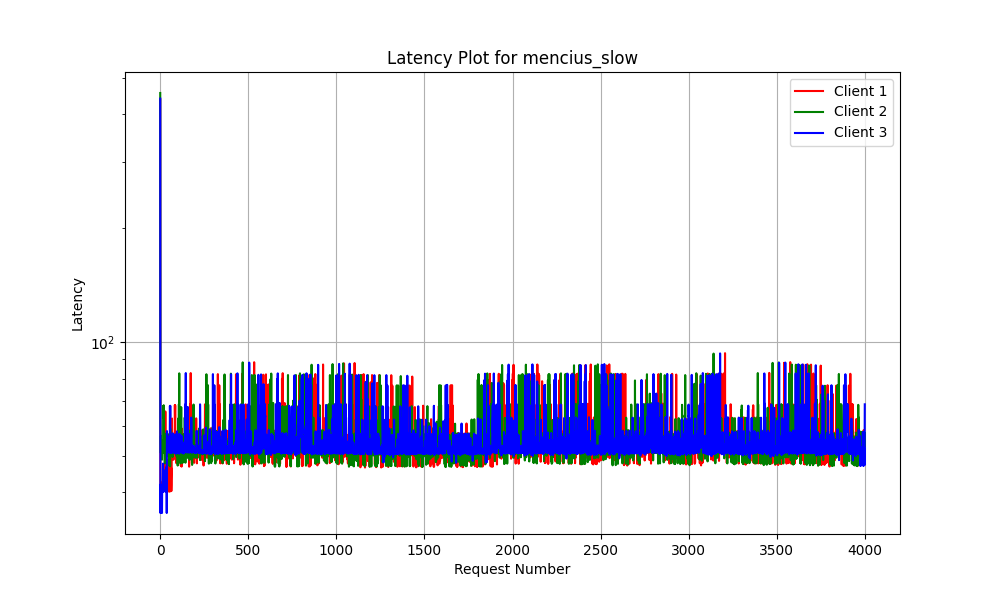 Latency Plot for mencius_slow
Client 1
Client 2
Client 3
Latency
10²
0 500 1000 1500 2000 2500 3000 3500 4000
Request Number